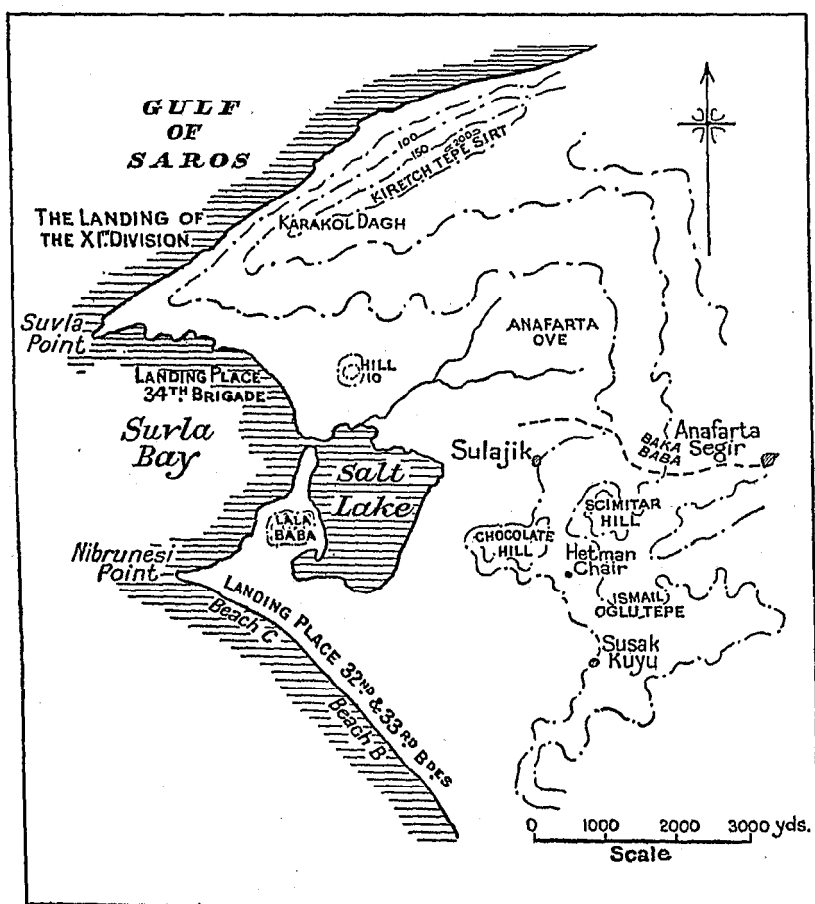 GULF
OF
SAROS
100
150
200
KIRETCH TEPE SIRT
KARAKOL DAGH
THE LANDING OF
THE XITH DIVISION
Suvla
Point
LANDING PLACE
34TH BRIGADE
HILL
10
ANAFARTA
OVE
Suvla
Bay
Salt
Lake
Sulajik
BAKA
BABA
Anafarta
Segir
LALA
BABA
SCIMITAR
HILL
CHOCOLATE
HILL
Hetman
Chair
Nibrunesi
Point
ISMAIL
OGLU TEPE
LANDING PLACE 32ND & 33RD BDES
Beach C
Beach B
Susak
Kuyu
0 1000 2000 3000 yds.
Scale